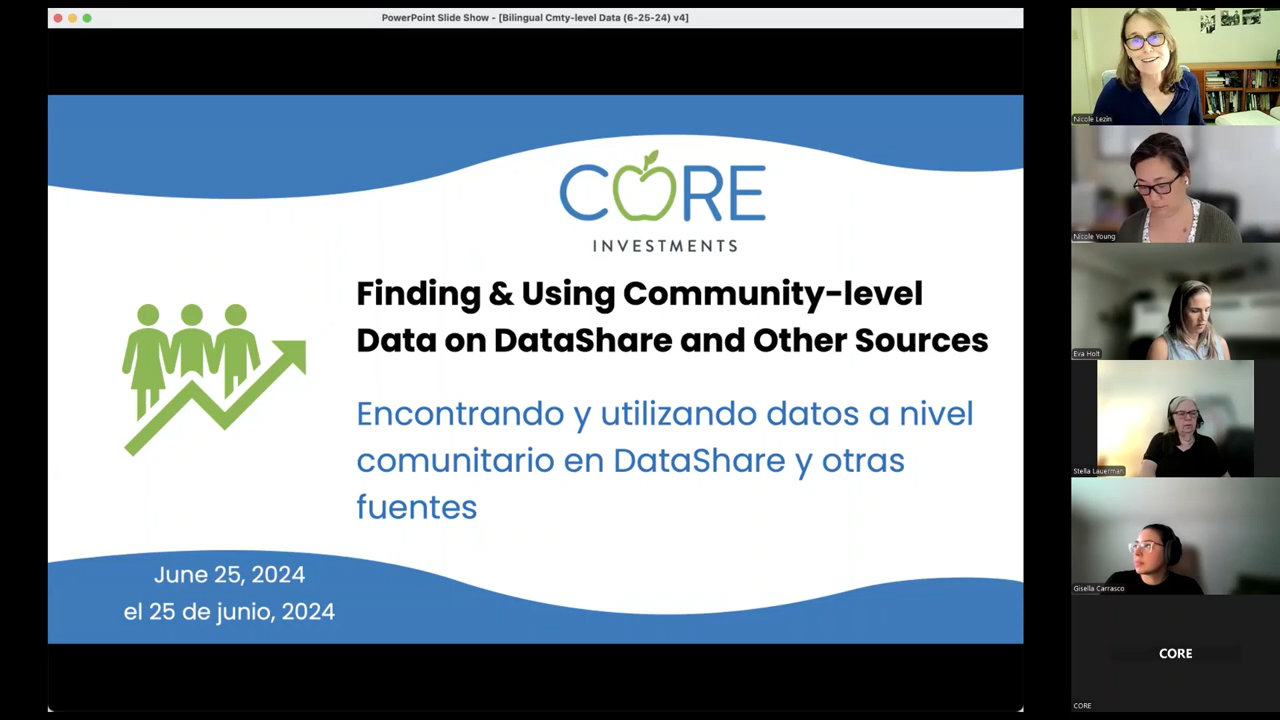 PowerPoint Slide Show - [Bilingual Cmty-level Data (6-25-24) v4]
CORE
INVESTMENTS
Finding & Using Community-level
Data on DataShare and Other Sources
Encontrando y utilizando datos a nivel
comunitario en DataShare y otras
fuentes
June 25, 2024
el 25 de junio, 2024
Nicole Lezin
Nicole Young
Eva Holt
Stella Lauerman
Gisella Carrasco
CORE
CORE